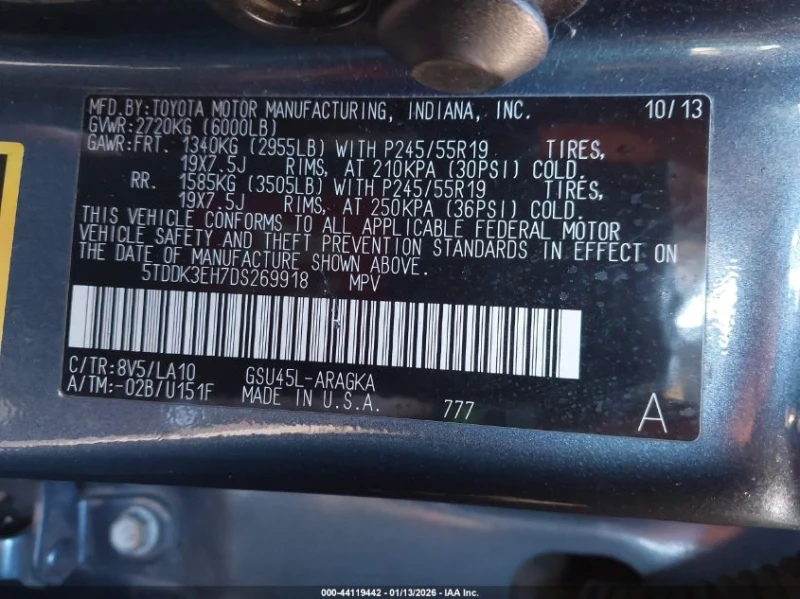 MFD.BY:TOYOTA MOTOR MANUFACTURING, INDIANA, INC. 10/13
GVWR:2720KG (6000LB)
GAWR:FRT. 1340KG (2955LB) WITH P245/55R19 TIRES,
19X7.5J RIMS, AT 210KPA (30PSI) COLD.
RR. 1585KG (3505LB) WITH P245/55R19 TIRES,
19X7.5J RIMS, AT 250KPA (36PSI) COLD.
THIS VEHICLE CONFORMS TO ALL APPLICABLE FEDERAL MOTOR
VEHICLE SAFETY AND THEFT PREVENTION STANDARDS IN EFFECT ON
THE DATE OF MANUFACTURE SHOWN ABOVE.
5TDDK3EH7DS269918 MPV
C/TR:8V5/LA10 GSU45L-ARAGKA
A/TM:-02B/U151F MADE IN U.S.A. 777 A
000-44119442 - 01/13/2026 - IAA Inc.